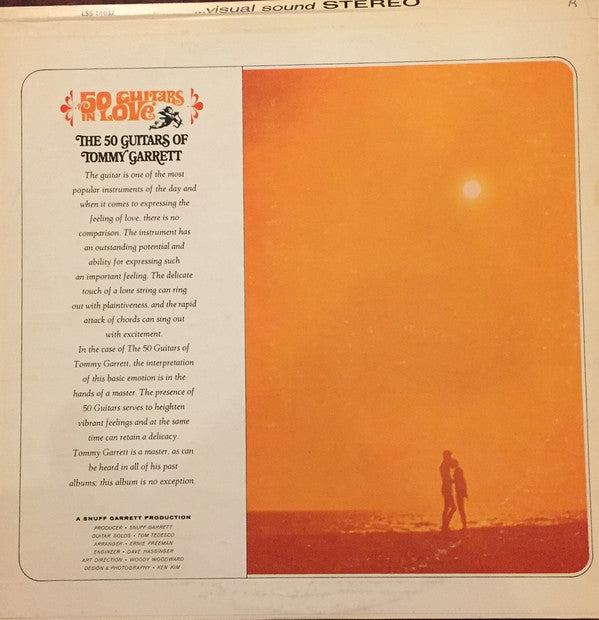 LSS 14037
...visual sound STEREO
50 GUITARS
IN LOVE
THE 50 GUITARS OF
TOMMY GARRETT
The guitar is one of the most
popular instruments of the day and
when it comes to expressing the
feeling of love, there is no
comparison. The instrument has
an outstanding potential and
ability for expressing such
an important feeling. The delicate
touch of a lone string can ring
out with plaintiveness, and the rapid
attack of chords can sing out
with excitement.
In the case of The 50 Guitars of
Tommy Garrett, the interpretation
of this basic emotion is in the
hands of a master. The presence of
50 Guitars serves to heighten
vibrant feelings and at the same
time can retain a delicacy.
Tommy Garrett is a master, as can
be heard in all of his past
albums; this album is no exception.
A SNUFF GARRETT PRODUCTION
PRODUCER • SNUFF GARRETT
GUITAR SOLOS • TOM TEDESCO
ARRANGER • ERNIE FREEMAN
ENGINEER • DAVE HASSINGER
ART DIRECTION • WOODY WOODWARD
DESIGN & PHOTOGRAPHY • KEN KIM